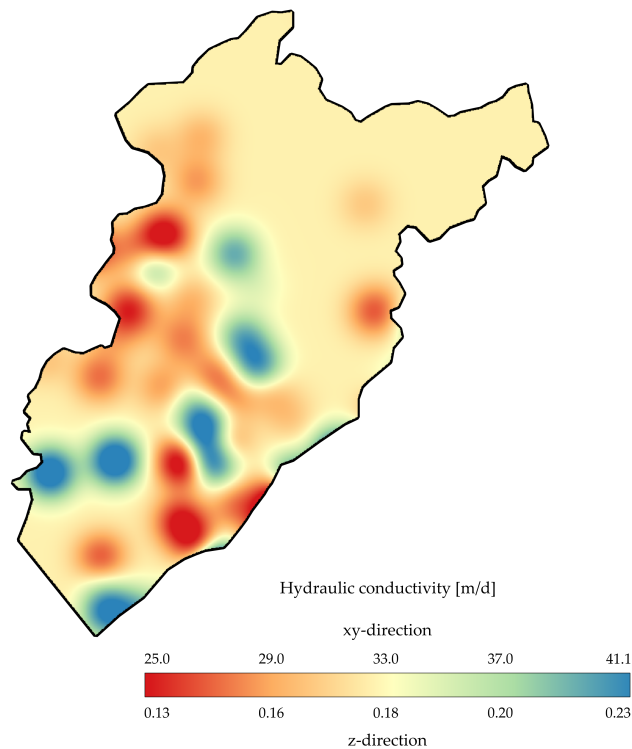 Hydraulic conductivity [m/d]
xy-direction
25.0 29.0 33.0 37.0 41.1
0.13 0.16 0.18 0.20 0.23
z-direction